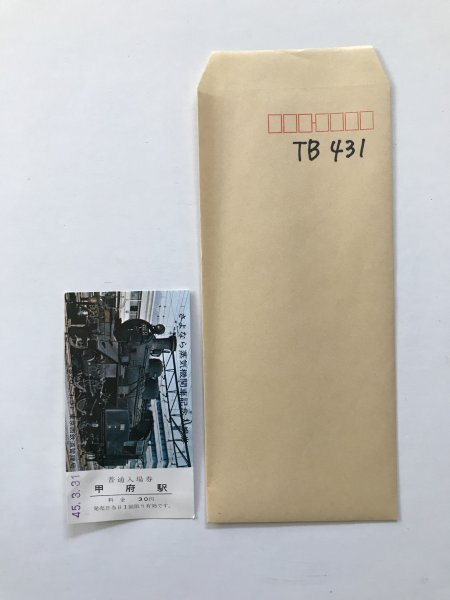 TB 431
さよなら蒸気機関車記念入場券
普通入場券
甲府駅
料金 30円
発売日当日1回限り有効です。
45.3.31